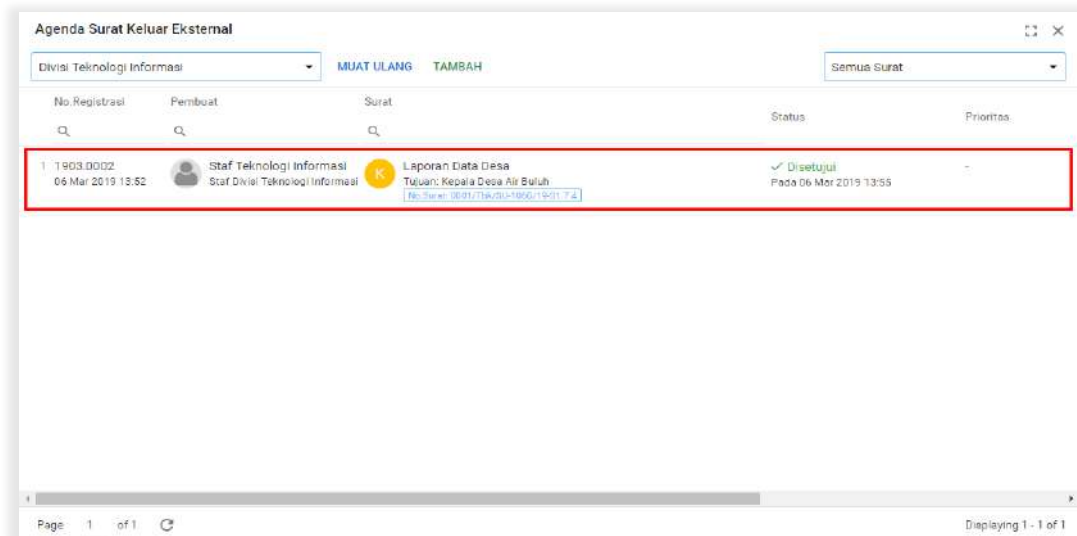 Agenda Surat Keluar Eksternal
Divisi Teknologi Informasi MUAT ULANG TAMBAH Semua Surat
No.Registrasi Pembuat Surat Status Prioritas
1 1903.0002 Staf Teknologi Informasi K Laporan Data Desa Disetujui -
06 Mar 2019 13:52 Staf Divisi Teknologi Informasi Tujuan: Kepala Desa Air Buluh Pada 06 Mar 2019 13:55
No.Surat:
Page 1 of 1 Displaying 1 - 1 of 1